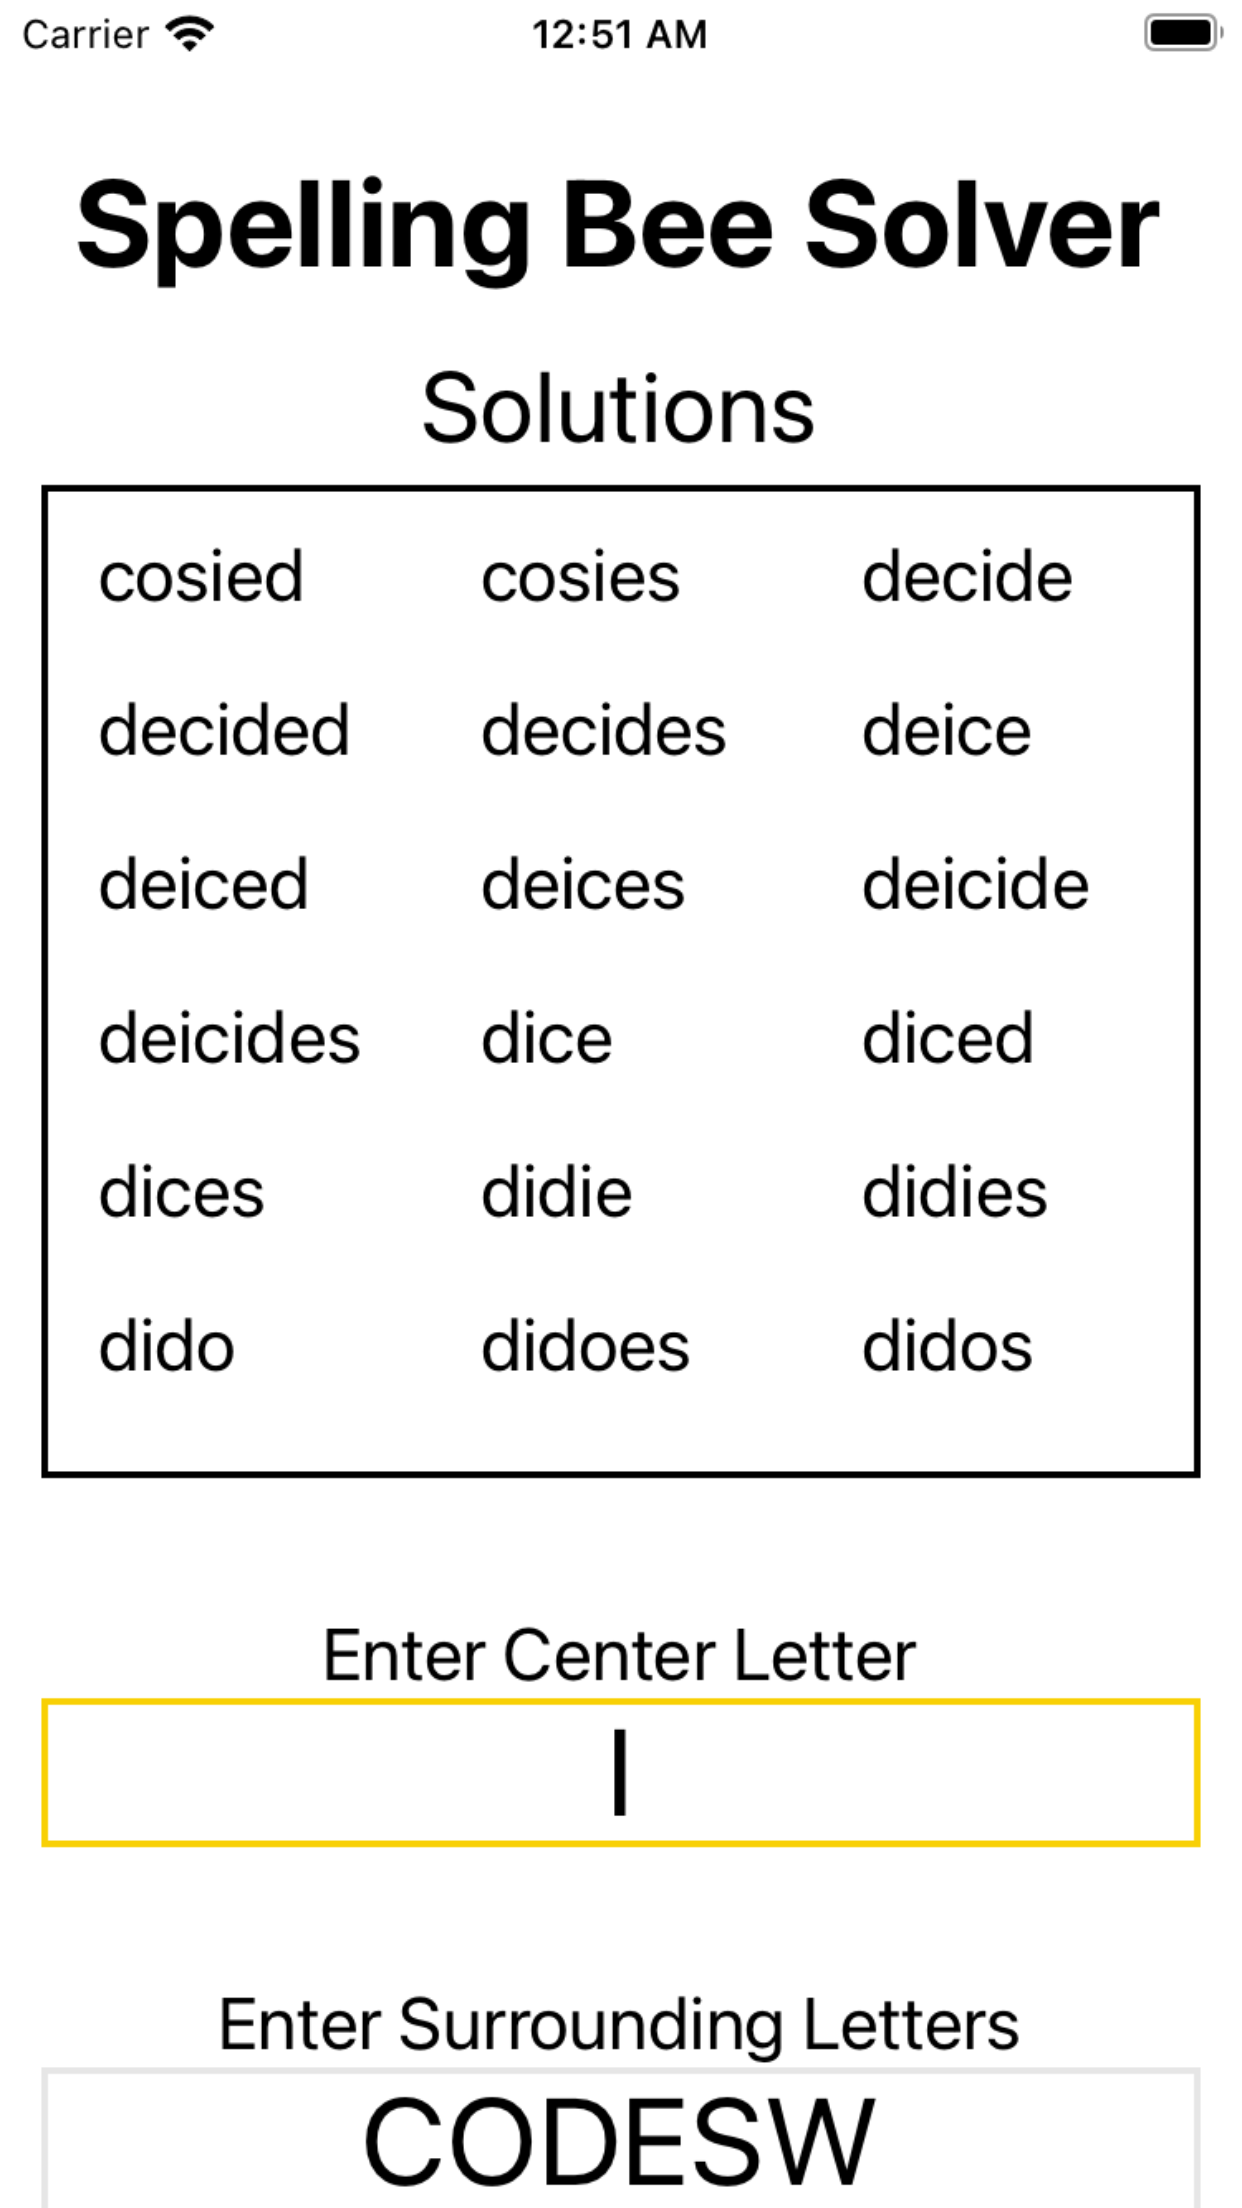 Carrier 12:51 AM
Spelling Bee Solver
Solutions
cosied cosies decide
decided decides deice
deiced deices deicide
deicides dice diced
dices didie didies
dido didoes didos
Enter Center Letter
I
Enter Surrounding Letters
CODESW